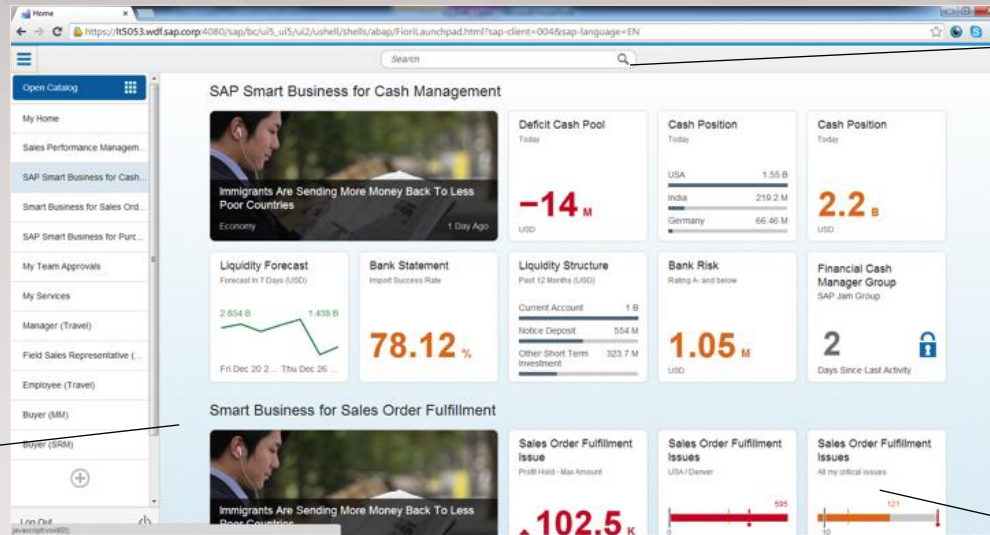 Home
https://lt5053.wdf.sap.corp:4080/sap/bc/ui5_ui5/ui2/ushell/shells/abap/FioriLaunchpad.html?sap-client=004&sap-language=EN
Search
Open Catalog
My Home
Sales Performance Managem...
SAP Smart Business for Cash...
Smart Business for Sales Ord...
SAP Smart Business for Purc...
My Team Approvals
My Services
Manager (Travel)
Field Sales Representative (...
Employee (Travel)
Buyer (MM)
Buyer (SRM)
Log Out
javascript:void(0);
SAP Smart Business for Cash Management
Immigrants Are Sending More Money Back To Less
Poor Countries
Economy 1 Day Ago
Deficit Cash Pool
Today
−14 M
USD
Cash Position
Today
USA 1.55 B
India 219.2 M
Germany 66.46 M
Cash Position
Today
2.2 B
USD
Liquidity Forecast
Forecast in 7 Days (USD)
2.854 B 1.438 B
Fri Dec 20 2... Thu Dec 26 ...
Bank Statement
Import Success Rate
78.12 %
Liquidity Structure
Past 12 Months (USD)
Current Account 1 B
Notice Deposit 554 M
Other Short Term 323.7 M
Investment
Bank Risk
Rating A- and below
1.05 M
USD
Financial Cash
Manager Group
SAP Jam Group
2
Days Since Last Activity
Smart Business for Sales Order Fulfillment
Immigrants Are Sending More Money Back To Less
Poor Countries
Sales Order Fulfillment
Issue
Profit Hold - Max Amount
102.5 K
Sales Order Fulfillment
Issues
USA / Denver
595
0
Sales Order Fulfillment
Issues
All my critical issues
121
10